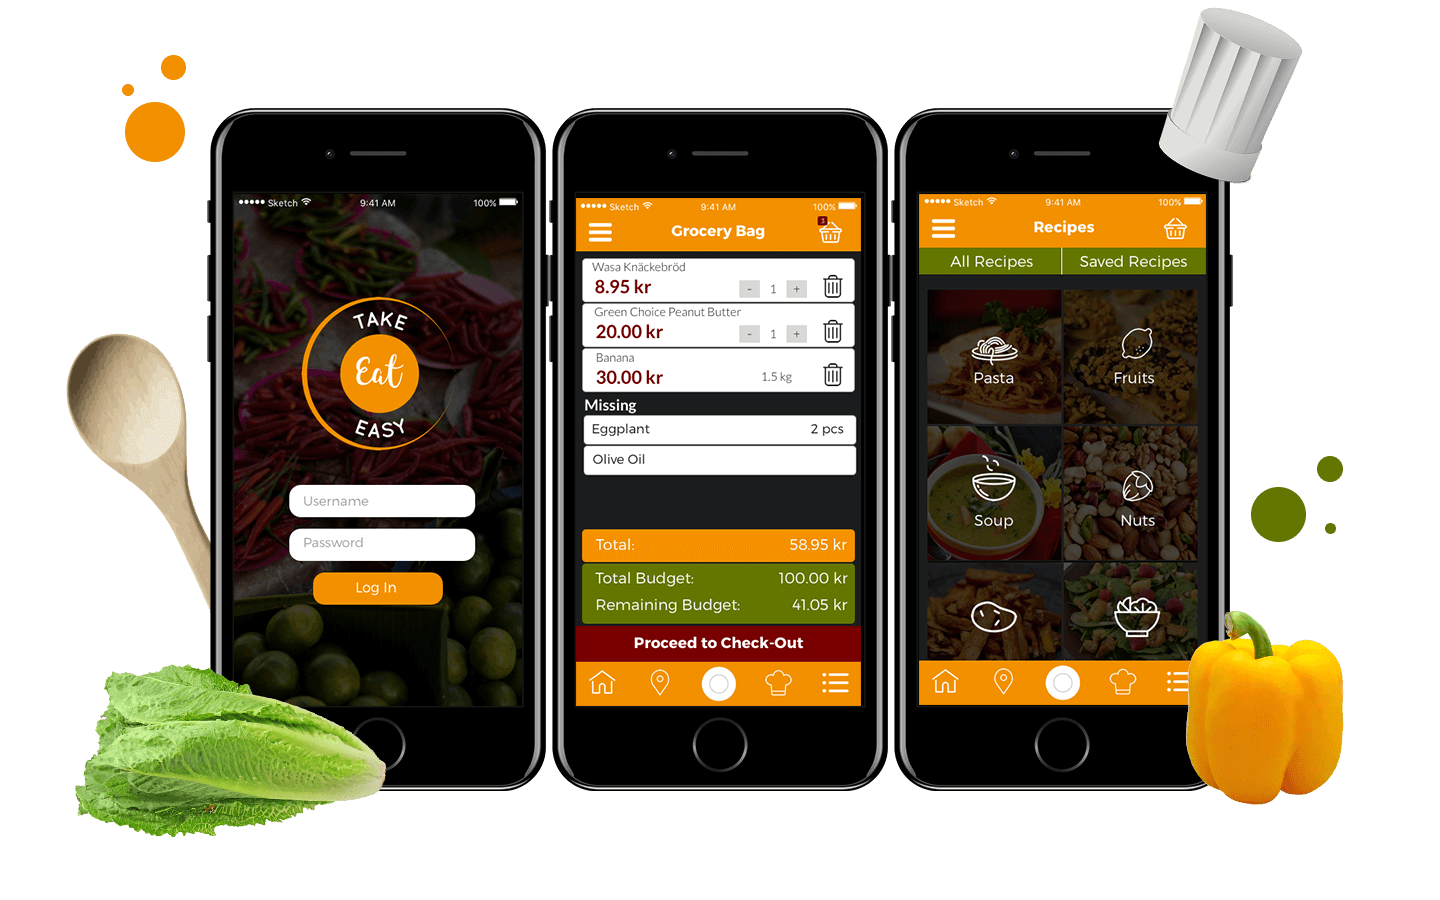 Sketch 9:41 AM 100%
TAKE
Eat
EASY
Username
Password
Log In
Sketch 9:41 AM 100%
Grocery Bag 3
Wasa Knäckebröd
8.95 kr - 1 +
Green Choice Peanut Butter
20.00 kr - 1 +
Banana
30.00 kr 1.5 kg
Missing
Eggplant 2 pcs
Olive Oil
Total: 58.95 kr
Total Budget: 100.00 kr
Remaining Budget: 41.05 kr
Proceed to Check-Out
Sketch 9:41 AM 100%
Recipes
All Recipes Saved Recipes
Pasta Fruits
Soup Nuts